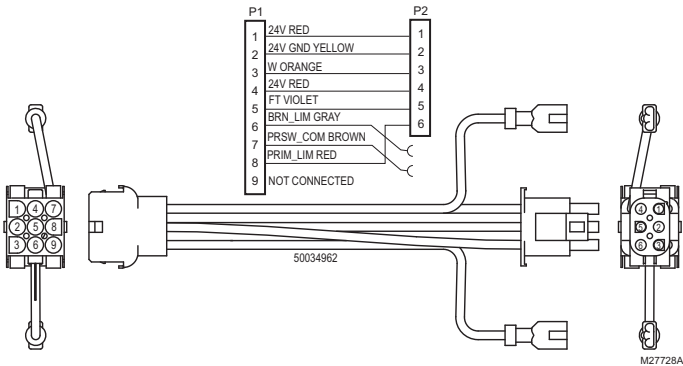 P1
P2
1 24V RED 1
2 24V GND YELLOW 2
3 W ORANGE 3
4 24V RED 4
5 FT VIOLET 5
6 BRN_LIM GRAY 6
7 PRSW_COM BROWN
8 PRIM_LIM RED
9 NOT CONNECTED
1 4 7
2 5 8
3 6 9
4 1
5 2
6 3
50034962
M27728A